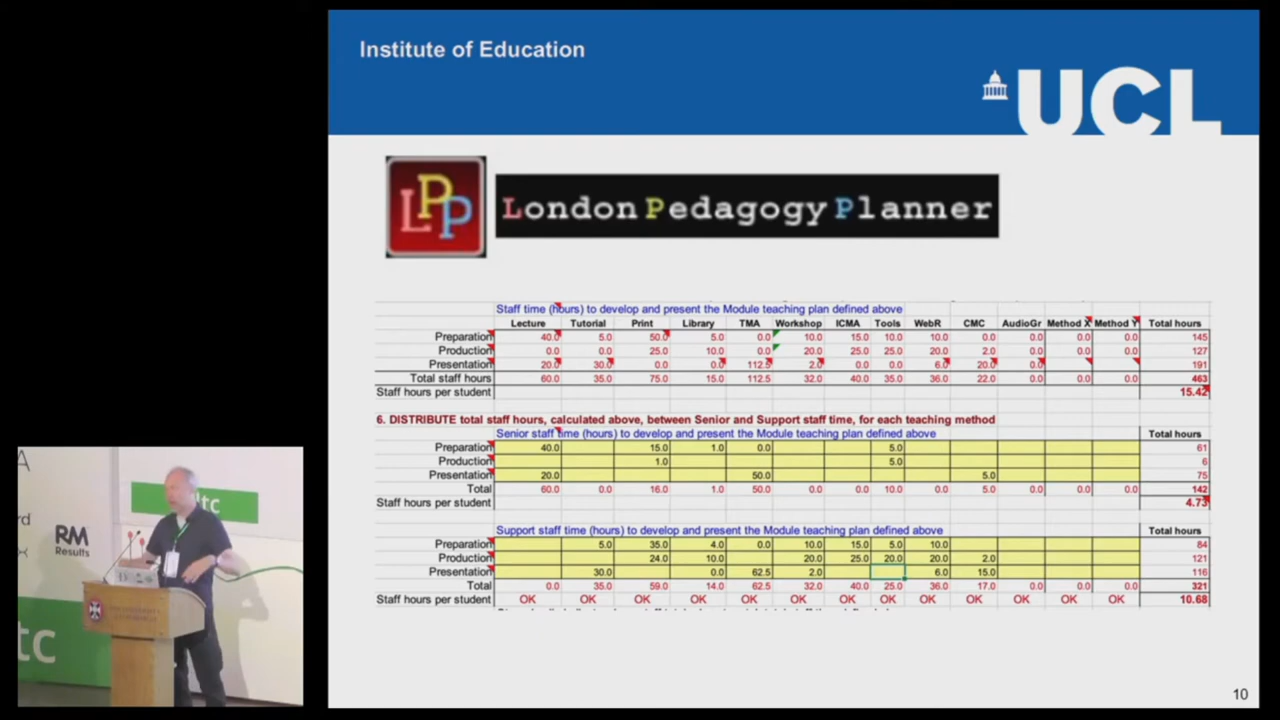 Institute of Education
UCL
LPP
London Pedagogy Planner
Staff time (hours) to develop and present the Module teaching plan defined above
Lecture Tutorial Print Library TMA Workshop ICMA Tools WebR CMC AudioGr Method X Method Y Total hours
Preparation 40.0 5.0 50.0 5.0 0.0 10.0 15.0 10.0 10.0 0.0 0.0 0.0 0.0 145
Production 0.0 0.0 25.0 10.0 0.0 20.0 25.0 25.0 20.0 2.0 0.0 0.0 0.0 127
Presentation 20.0 30.0 0.0 0.0 112.5 2.0 0.0 0.0 6.0 20.0 0.0 0.0 0.0 191
Total staff hours 60.0 35.0 75.0 15.0 112.5 32.0 40.0 35.0 36.0 22.0 0.0 0.0 0.0 463
Staff hours per student 15.42
6. DISTRIBUTE total staff hours, calculated above, between Senior and Support staff time, for each teaching method
Senior staff time (hours) to develop and present the Module teaching plan defined above Total hours
Preparation 40.0 15.0 1.0 0.0 5.0 61
Production 1.0 5.0 6
Presentation 20.0 50.0 5.0 75
Total 60.0 0.0 16.0 1.0 50.0 0.0 0.0 10.0 0.0 5.0 0.0 0.0 0.0 142
Staff hours per student 4.73
Support staff time (hours) to develop and present the Module teaching plan defined above Total hours
Preparation 5.0 35.0 4.0 0.0 10.0 15.0 5.0 10.0 84
Production 24.0 10.0 20.0 25.0 20.0 20.0 2.0 121
Presentation 30.0 0.0 62.5 2.0 6.0 15.0 116
Total 0.0 35.0 59.0 14.0 62.5 32.0 40.0 25.0 36.0 17.0 0.0 0.0 0.0 321
Staff hours per student OK OK OK OK OK OK OK OK OK OK OK OK OK 10.68
RM
Results
10